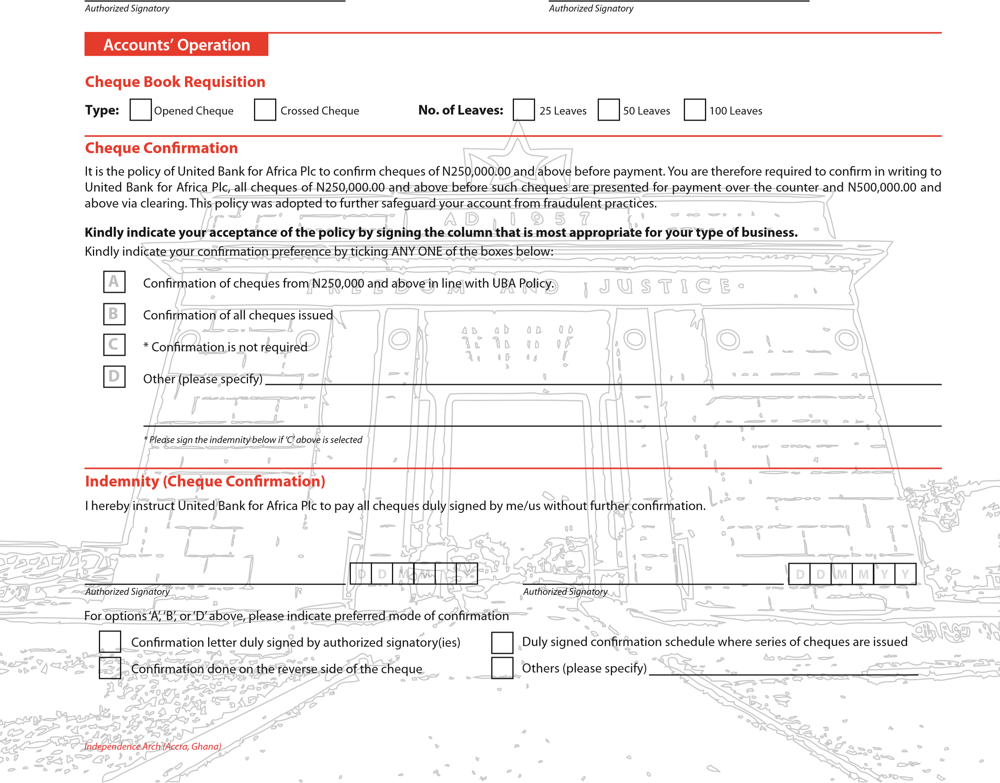 Authorized Signatory Authorized Signatory
Accounts’ Operation
Cheque Book Requisition
Type: Opened Cheque Crossed Cheque No. of Leaves: 25 Leaves 50 Leaves 100 Leaves
Cheque Confirmation
It is the policy of United Bank for Africa Plc to confirm cheques of N250,000.00 and above before payment. You are therefore required to confirm in writing to
United Bank for Africa Plc, all cheques of N250,000.00 and above before such cheques are presented for payment over the counter and N500,000.00 and
above via clearing. This policy was adopted to further safeguard your account from fraudulent practices.
AD 1957
Kindly indicate your acceptance of the policy by signing the column that is most appropriate for your type of business.
Kindly indicate your confirmation preference by ticking ANY ONE of the boxes below:
A Confirmation of cheques from N250,000 and above in line with UBA Policy.
FREEDOM AND JUSTICE
B Confirmation of all cheques issued
C * Confirmation is not required
D Other (please specify)
* Please sign the indemnity below if ‘C’ above is selected
Indemnity (Cheque Confirmation)
I hereby instruct United Bank for Africa Plc to pay all cheques duly signed by me/us without further confirmation.
D D M M Y Y D D M M Y Y
Authorized Signatory Authorized Signatory
For options ‘A’, ‘B’, or ‘D’ above, please indicate preferred mode of confirmation
Confirmation letter duly signed by authorized signatory(ies) Duly signed confirmation schedule where series of cheques are issued
Confirmation done on the reverse side of the cheque Others (please specify)
Independence Arch (Accra, Ghana)